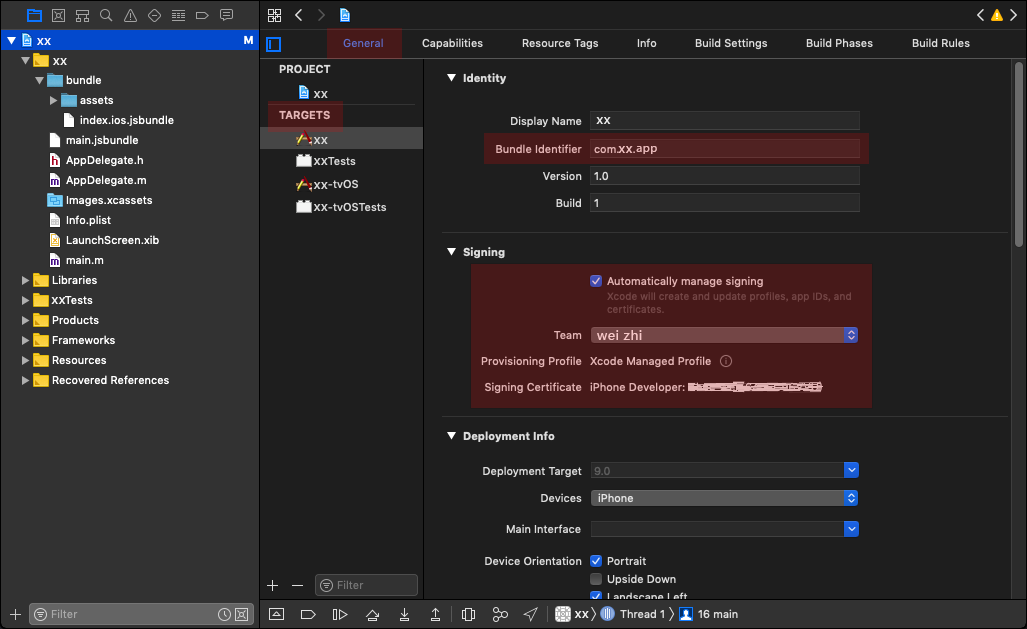 xx
M
xx
bundle
assets
index.ios.jsbundle
main.jsbundle
AppDelegate.h
AppDelegate.m
Images.xcassets
Info.plist
LaunchScreen.xib
main.m
Libraries
xxTests
Products
Frameworks
Resources
Recovered References
Filter
General
Capabilities
Resource Tags
Info
Build Settings
Build Phases
Build Rules
PROJECT
xx
TARGETS
xx
xxTests
xx-tvOS
xx-tvOSTests
Filter
Identity
Display Name xx
Bundle Identifier com.xx.app
Version 1.0
Build 1
Signing
Automatically manage signing
Xcode will create and update profiles, app IDs, and
certificates.
Team wei zhi
Provisioning Profile Xcode Managed Profile
Signing Certificate iPhone Developer:
Deployment Info
Deployment Target 9.0
Devices iPhone
Main Interface
Device Orientation Portrait
Upside Down
Landscape Left
xx Thread 1 16 main